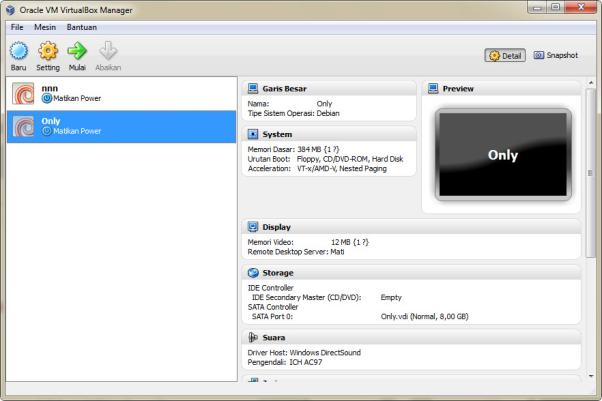 Oracle VM VirtualBox Manager
File Mesin Bantuan
Baru Setting Mulai Abaikan
Detail Snapshot
nnn
Matikan Power
Only
Matikan Power
Garis Besar
Nama: Only
Tipe Sistem Operasi: Debian
System
Memori Dasar: 384 MB {1 ?}
Urutan Boot: Floppy, CD/DVD-ROM, Hard Disk
Acceleration: VT-x/AMD-V, Nested Paging
Preview
Only
Display
Memori Video: 12 MB {1 ?}
Remote Desktop Server: Mati
Storage
IDE Controller
IDE Secondary Master (CD/DVD): Empty
SATA Controller
SATA Port 0: Only.vdi (Normal, 8,00 GB)
Suara
Driver Host: Windows DirectSound
Pengendali: ICH AC97